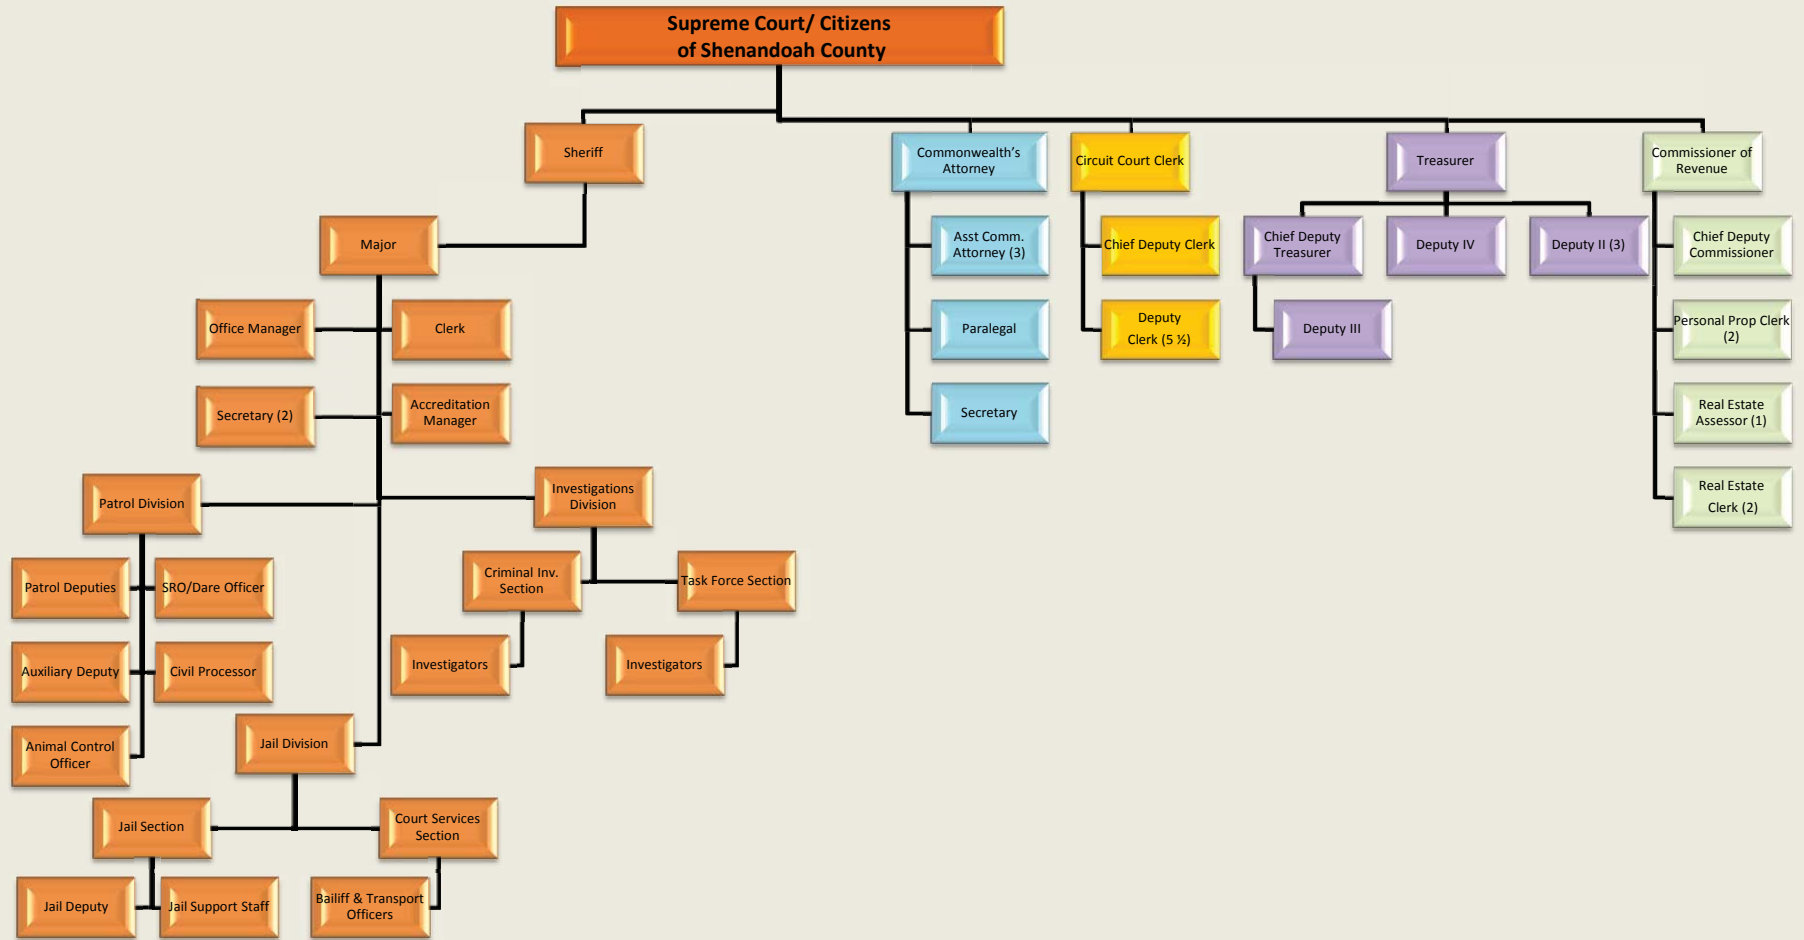 Supreme Court/ Citizens
of Shenandoah County
Sheriff
Commonwealth's
Attorney
Circuit Court Clerk
Treasurer
Commissioner of
Revenue
Major
Asst Comm.
Attorney (3)
Chief Deputy Clerk
Chief Deputy
Treasurer
Deputy IV
Deputy II (3)
Chief Deputy
Commissioner
Office Manager
Clerk
Paralegal
Deputy
Clerk (5 ½)
Deputy III
Personal Prop Clerk
(2)
Secretary (2)
Accreditation
Manager
Secretary
Real Estate
Assessor (1)
Patrol Division
Investigations
Division
Real Estate
Clerk (2)
Patrol Deputies
SRO/Dare Officer
Criminal Inv.
Section
Task Force Section
Auxiliary Deputy
Civil Processor
Investigators
Investigators
Animal Control
Officer
Jail Division
Jail Section
Court Services
Section
Jail Deputy
Jail Support Staff
Bailiff & Transport
Officers